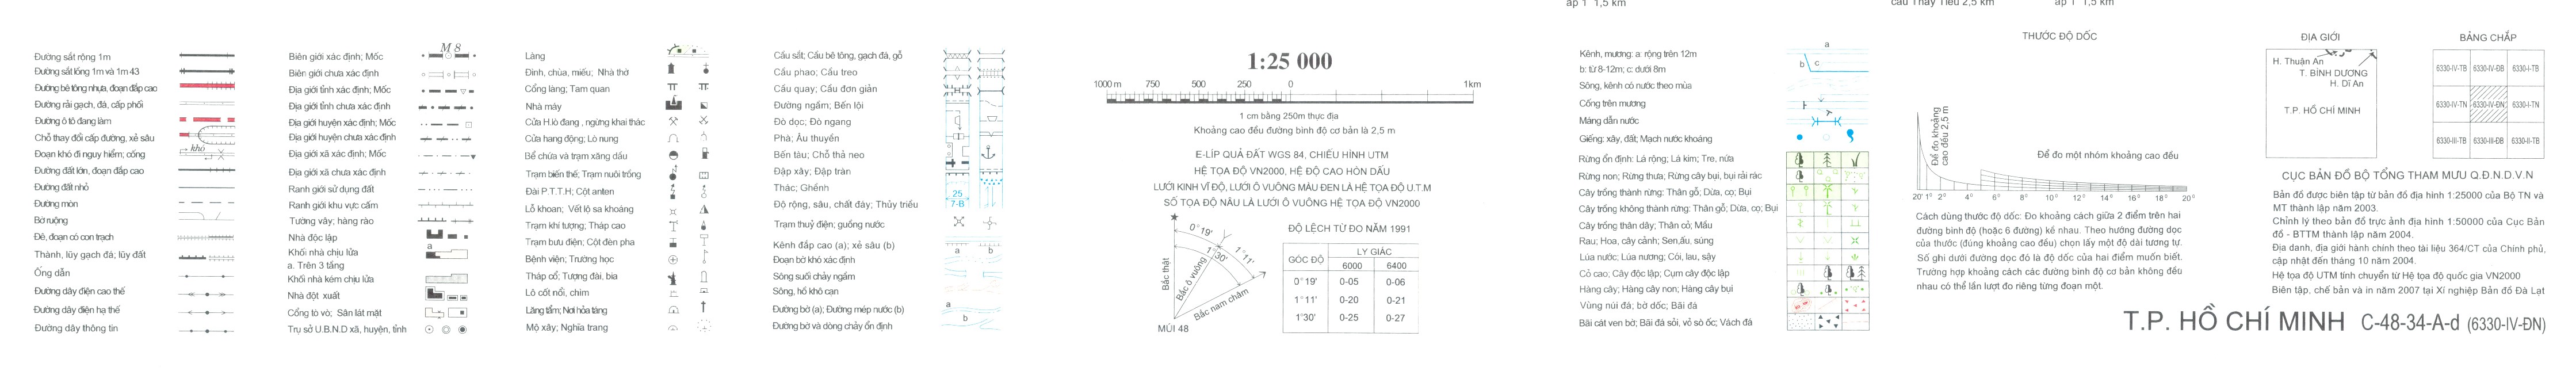 ấp 1 1,5 km
cầu Thầy Tiêu 2,5 km
ấp 1 1,5 km
Đường sắt rộng 1m
Đường sắt lồng 1m và 1m 43
Đường bê tông nhựa, đoạn đắp cao
Đường rải gạch, đá, cấp phối
Đường ô tô đang làm
Chỗ thay đổi cấp đường, xẻ sâu
Đoạn khó đi nguy hiểm; cống
khó
Đường đất lớn, đoạn đắp cao
Đường đất nhỏ
Đường mòn
Bờ ruộng
Đê, đoạn có con trạch
Thành, lũy gạch đá; lũy đất
Ống dẫn
Đường dây điện cao thế
Đường dây điện hạ thế
Đường dây thông tin
M 8
Biên giới xác định; Mốc
Biên giới chưa xác định
Địa giới tỉnh xác định; Mốc
Địa giới tỉnh chưa xác định
Địa giới huyện xác định; Mốc
Địa giới huyện chưa xác định
Địa giới xã xác định; Mốc
Địa giới xã chưa xác định
Ranh giới sử dụng đất
Ranh giới khu vực cấm
Tường vây; hàng rào
Nhà độc lập
a
Khối nhà chịu lửa
a. Trên 3 tầng
Khối nhà kém chịu lửa
Nhà đột xuất
Cổng tò vò; Sân lát mặt
Trụ sở U.B.N.D xã, huyện, tỉnh
Làng
Đình, chùa, miếu; Nhà thờ
Cổng làng; Tam quan
Nhà máy
Cửa H.lò đang , ngừng khai thác
Cửa hang động; Lò nung
Bể chứa và trạm xăng dầu
Trạm biến thế; Trạm nuôi trồng
Đài P.T.T.H; Cột anten
Lỗ khoan; Vết lộ sa khoáng
Trạm khí tượng; Tháp cao
Trạm bưu điện; Cột đèn pha
Bệnh viện; Trường học
Tháp cổ; Tượng đài, bia
Lô cốt nổi, chìm
Lăng tẩm; Nơi hỏa táng
Mộ xây; Nghĩa trang
Cầu sắt; Cầu bê tông, gạch đá, gỗ
Cầu phao; Cầu treo
Cầu quay; Cầu đơn giản
Đường ngầm; Bến lội
Đò dọc; Đò ngang
Phà; Âu thuyền
Bến tàu; Chỗ thả neo
Đập xây; Đập tràn
Thác; Ghềnh
Độ rộng, sâu, chất đáy; Thủy triều
25
7-B
Trạm thuỷ điện; guồng nước
Kênh đắp cao (a); xẻ sâu (b)
a b
Đoạn bờ khó xác định
Sông suối chảy ngầm
Sông, hồ khô cạn
Đường bờ (a); Đường mép nước (b)
a
b
Đường bờ và dòng chảy ổn định
1:25 000
1000 m 750 500 250 0 1km
1 cm bằng 250m thực địa
Khoảng cao đều đường bình độ cơ bản là 2,5 m
E-LÍP QUẢ ĐẤT WGS 84, CHIẾU HÌNH UTM
HỆ TỌA ĐỘ VN2000, HỆ ĐỘ CAO HÒN DẤU
LƯỚI KINH VĨ ĐỘ, LƯỚI Ô VUÔNG MÀU ĐEN LÀ HỆ TỌA ĐỘ U.T.M
SỐ TỌA ĐỘ NÂU LÀ LƯỚI Ô VUÔNG HỆ TỌA ĐỘ VN2000
0°19'
1°30'
1°11'
Bắc thật
Bắc ô vuông
Bắc nam châm
MÚI 48
ĐỘ LỆCH TỪ ĐO NĂM 1991
GÓC ĐỘ LY GIÁC
6000 6400
0°19' 0-05 0-06
1°11' 0-20 0-21
1°30' 0-25 0-27
a
Kênh, mương: a: rộng trên 12m
b c
b: từ 8-12m; c: dưới 8m
Sông, kênh có nước theo mùa
Cống trên mương
Máng dẫn nước
Giếng: xây, đất; Mạch nước khoáng
Rừng ổn định: Lá rộng; Lá kim; Tre, nứa
Rừng non; Rừng thưa; Rừng cây bụi, bụi rải rác
Cây trồng thành rừng: Thân gỗ; Dừa, cọ; Bụi
Cây trồng không thành rừng: Thân gỗ; Dừa, cọ; Bụi
Cây trồng thân dây; Thân cỏ; Mầu
Rau; Hoa, cây cảnh; Sen,ấu, súng
Lúa nước; Lúa nương; Cói, lau, sậy
Cỏ cao; Cây độc lập; Cụm cây độc lập
Hàng cây; Hàng cây non; Hàng cây bụi
Vùng núi đá; bờ dốc; Bãi đá
Bãi cát ven bờ; Bãi đá sỏi, vỏ sò ốc; Vách đá
THƯỚC ĐỘ DỐC
Để đo khoảng
cao đều 2,5 m
Để đo một nhóm khoảng cao đều
20' 1° 2° 4° 6° 8° 10° 12° 14° 16° 18° 20°
Cách dùng thước độ dốc: Đo khoảng cách giữa 2 điểm trên hai
đường bình độ (hoặc 6 đường) kế nhau. Theo hướng đường dọc
của thước (đúng khoảng cao đều) chọn lấy một độ dài tương tự.
Số ghi dưới đường dọc đó là độ dốc của hai điểm muốn biết.
Trường hợp khoảng cách các đường bình độ cơ bản không đều
nhau có thể lần lượt đo riêng từng đoạn một.
ĐỊA GIỚI
H. Thuận An
T. BÌNH DƯƠNG
H. Dĩ An
T.P. HỒ CHÍ MINH
BẢNG CHẮP
6330-IV-TB 6330-IV-ĐB 6330-I-TB
6330-IV-TN 6330-IV-ĐN 6330-I-TN
6330-III-TB 6330-III-ĐB 6330-II-TB
CỤC BẢN ĐỒ BỘ TỔNG THAM MƯU Q.Đ.N.D.V.N
Bản đồ được biên tập từ bản đồ địa hình 1:25000 của Bộ TN và
MT thành lập năm 2003.
Chỉnh lý theo bản đồ trực ảnh địa hình 1:50000 của Cục Bản
đồ - BTTM thành lập năm 2004.
Địa danh, địa giới hành chính theo tài liệu 364/CT của Chính phủ,
cập nhật đến tháng 10 năm 2004.
Hệ tọa độ UTM tính chuyển từ Hệ tọa độ quốc gia VN2000
Biên tập, chế bản và in năm 2007 tại Xí nghiệp Bản đồ Đà Lạt
T.P. HỒ CHÍ MINH C-48-34-A-d (6330-IV-ĐN)